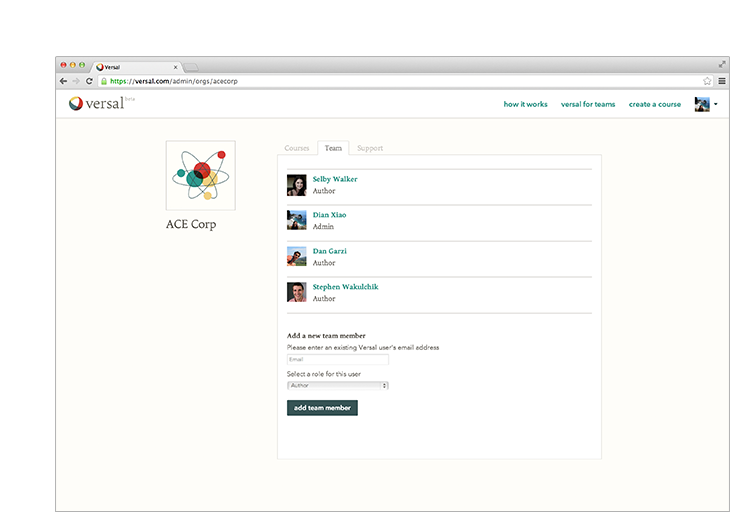 Versal
https://versal.com/admin/orgs/acecorp
versal beta
how it works versal for teams create a course
ACE Corp
Courses Team Support
Selby Walker
Author
Dian Xiao
Admin
Dan Garzi
Author
Stephen Wakulchik
Author
Add a new team member
Please enter an existing Versal user's email address
Email
Select a role for this user
Author
add team member